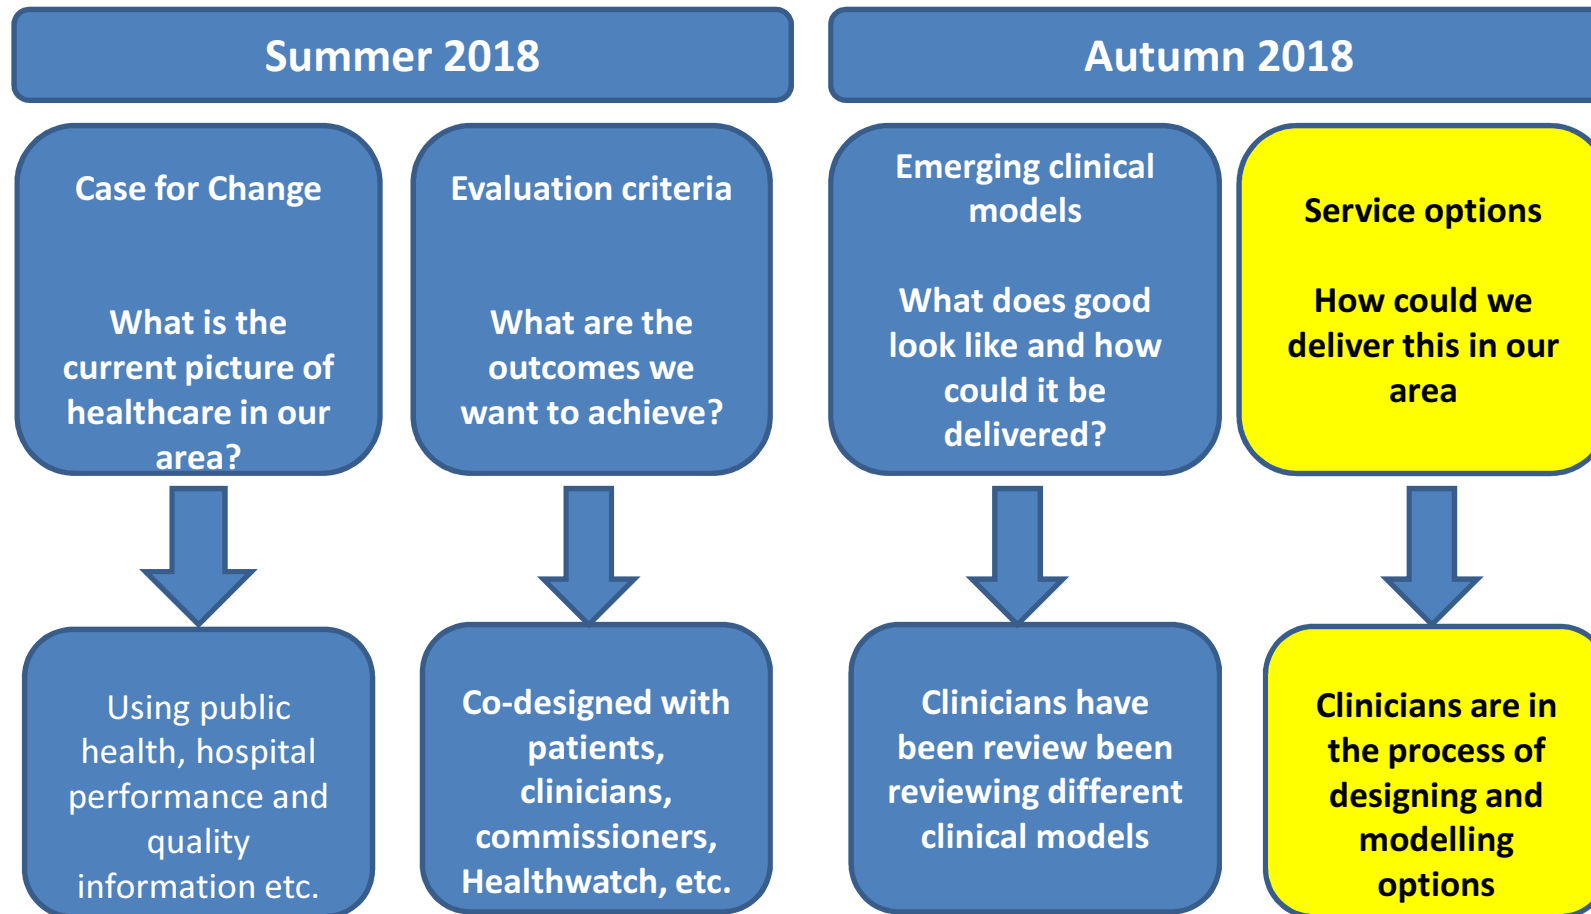 Summer 2018
Autumn 2018
Case for Change
What is the
current picture of
healthcare in our
area?
Evaluation criteria
What are the
outcomes we
want to achieve?
Emerging clinical
models
What does good
look like and how
could it be
delivered?
Service options
How could we
deliver this in our
area
Using public
health, hospital
performance and
quality
information etc.
Co-designed with
patients,
clinicians,
commissioners,
Healthwatch, etc.
Clinicians have
been review been
reviewing different
clinical models
Clinicians are in
the process of
designing and
modelling
options